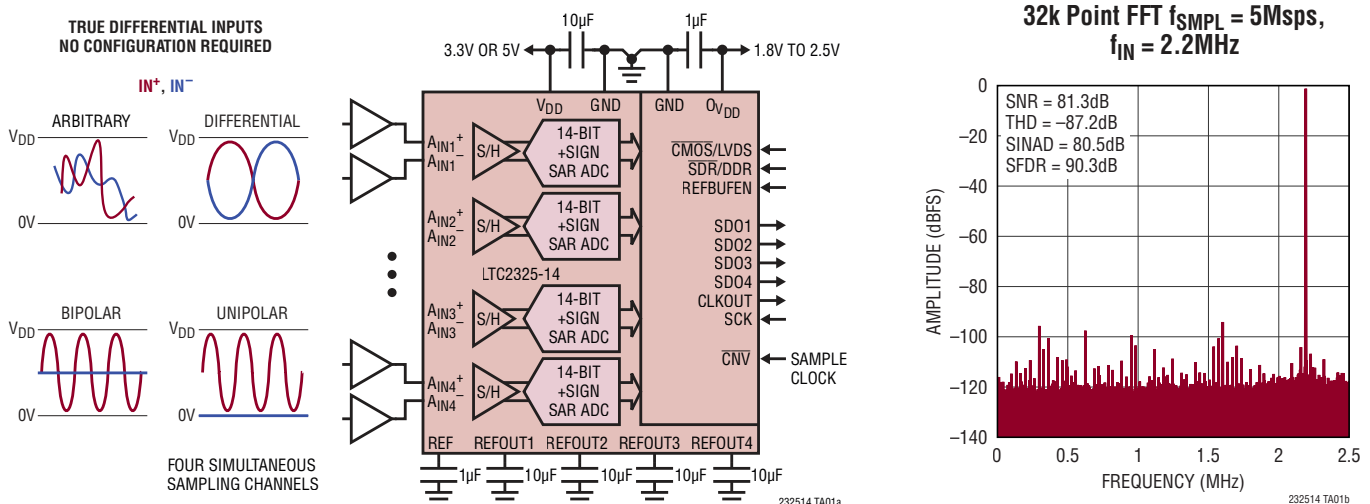 TRUE DIFFERENTIAL INPUTS
NO CONFIGURATION REQUIRED
IN+, IN−
ARBITRARY
VDD
0V
DIFFERENTIAL
VDD
0V
BIPOLAR
VDD
0V
UNIPOLAR
VDD
0V
FOUR SIMULTANEOUS
SAMPLING CHANNELS
10µF
1µF
3.3V OR 5V
1.8V TO 2.5V
VDD
GND
GND
OVDD
AIN1+
AIN1−
S/H
14-BIT
+SIGN
SAR ADC
AIN2+
AIN2−
S/H
14-BIT
+SIGN
SAR ADC
LTC2325-14
AIN3+
AIN3−
S/H
14-BIT
+SIGN
SAR ADC
AIN4+
AIN4−
S/H
14-BIT
+SIGN
SAR ADC
CMOS/LVDS
SDR/DDR
REFBUFEN
SDO1
SDO2
SDO3
SDO4
CLKOUT
SCK
CNV
SAMPLE
CLOCK
REF
REFOUT1
REFOUT2
REFOUT3
REFOUT4
1µF
10µF
10µF
10µF
10µF
232514 TA01a
32k Point FFT fSMPL = 5Msps,
fIN = 2.2MHz
SNR = 81.3dB
THD = −87.2dB
SINAD = 80.5dB
SFDR = 90.3dB
AMPLITUDE (dBFS)
0
−20
−40
−60
−80
−100
−120
−140
0
0.5
1
1.5
2
2.5
FREQUENCY (MHz)
232514 TA01b